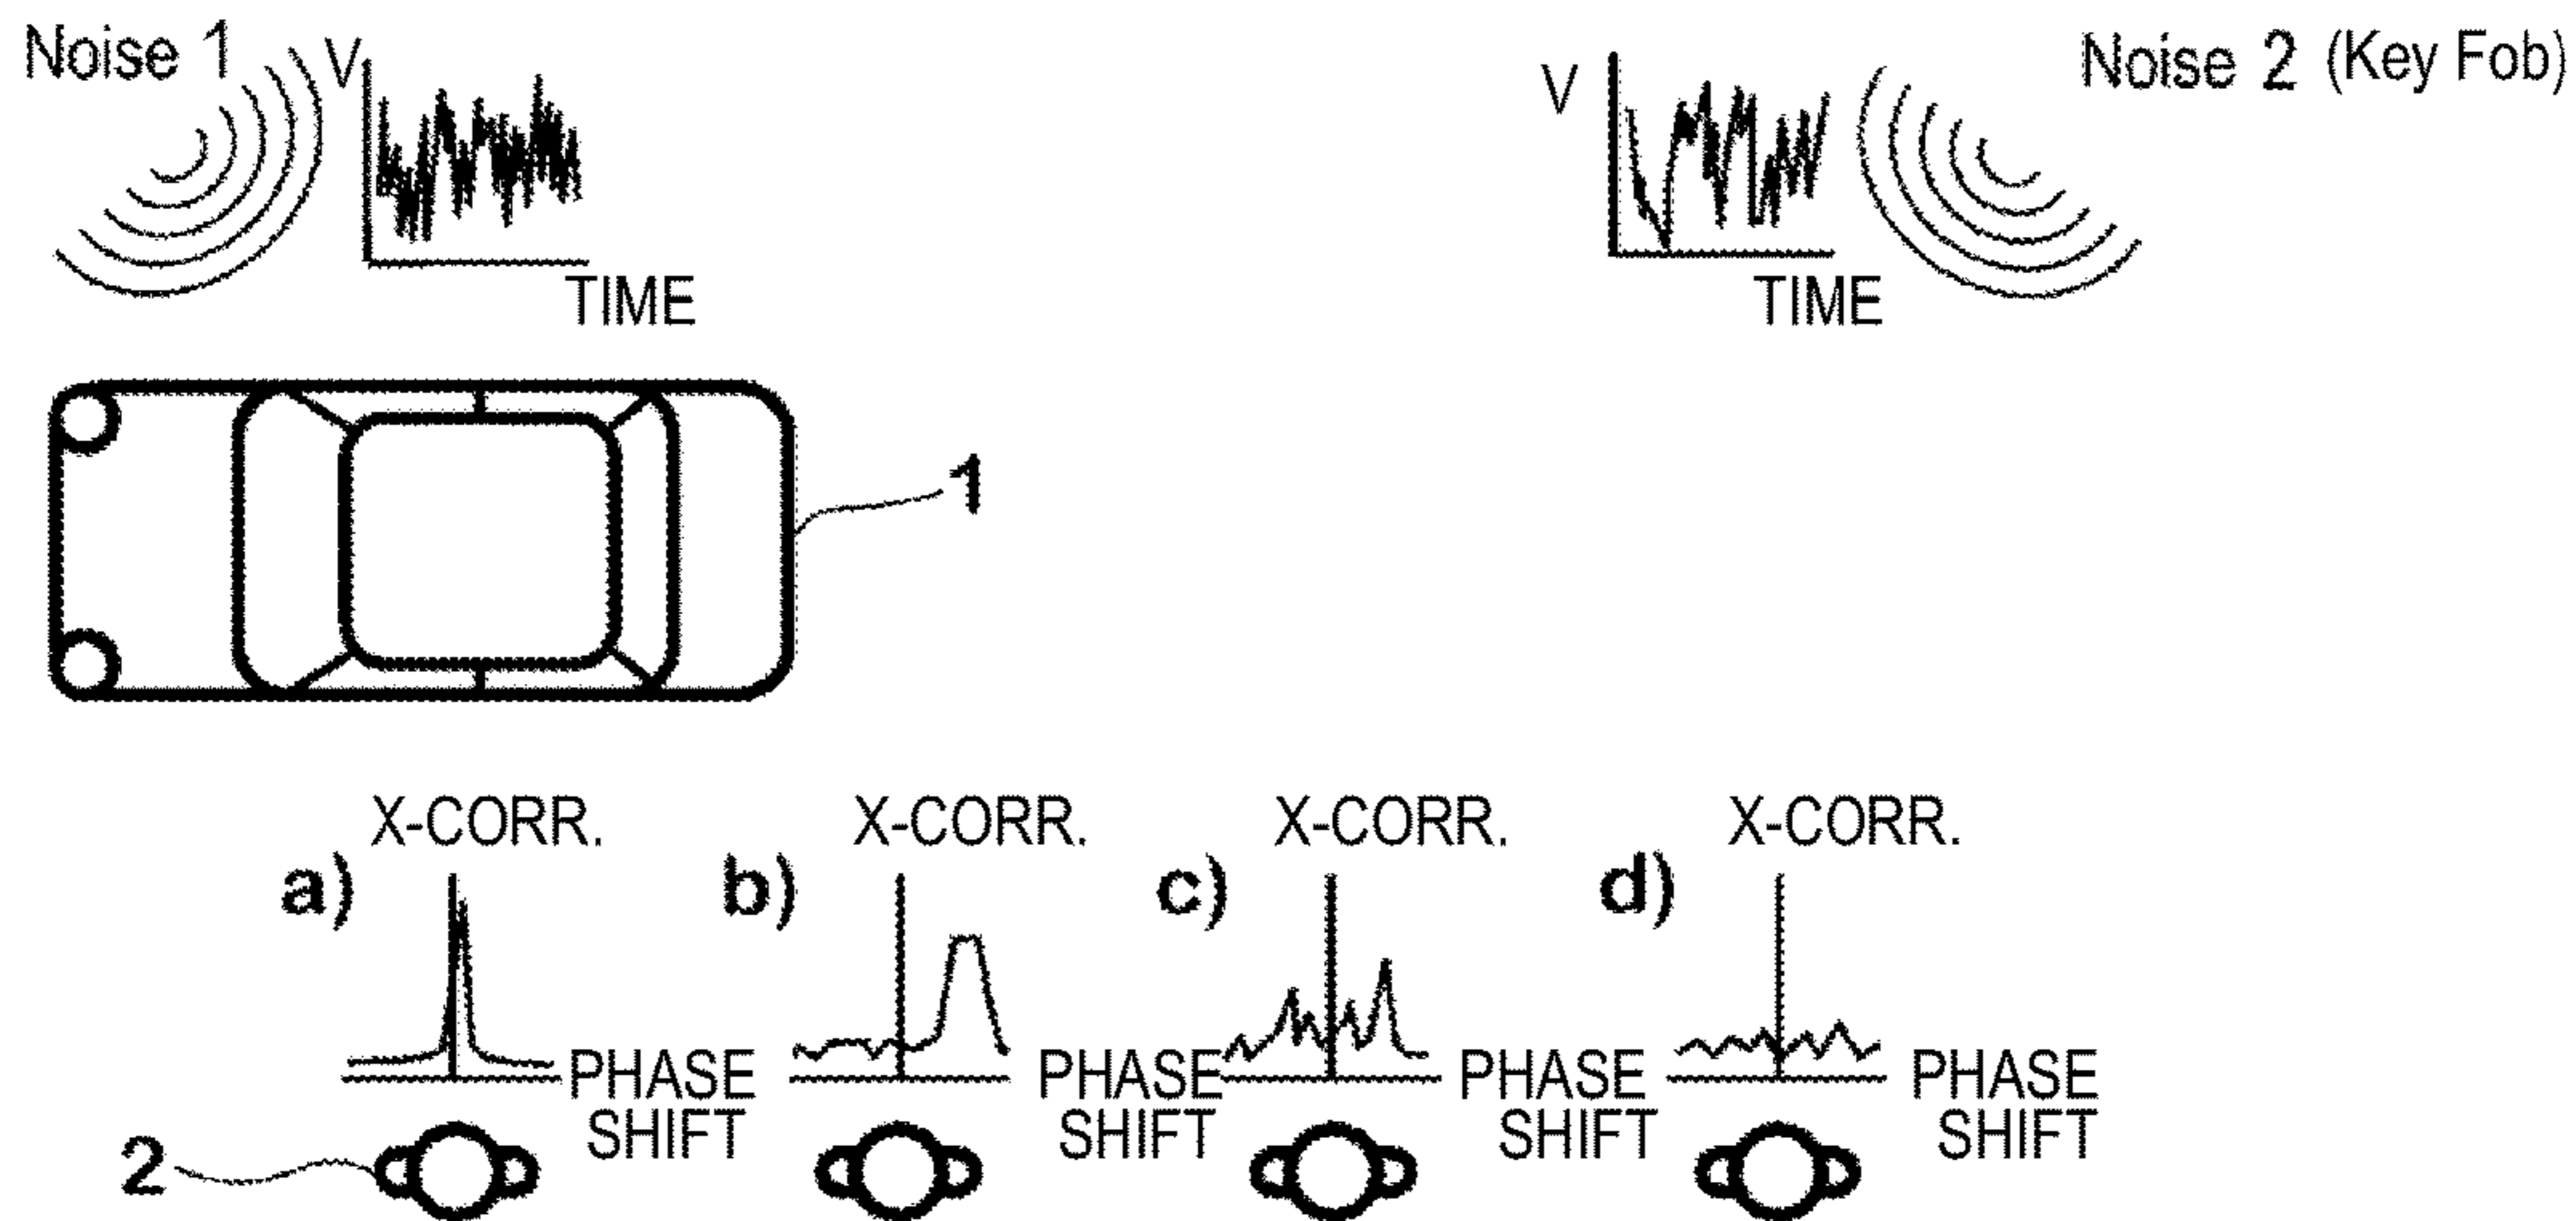 Noise 1
V
TIME
V
TIME
Noise 2 (Key Fob)
1
X-CORR.
a)
PHASE
SHIFT
X-CORR.
b)
PHASE
SHIFT
X-CORR.
c)
PHASE
SHIFT
X-CORR.
d)
PHASE
SHIFT
2